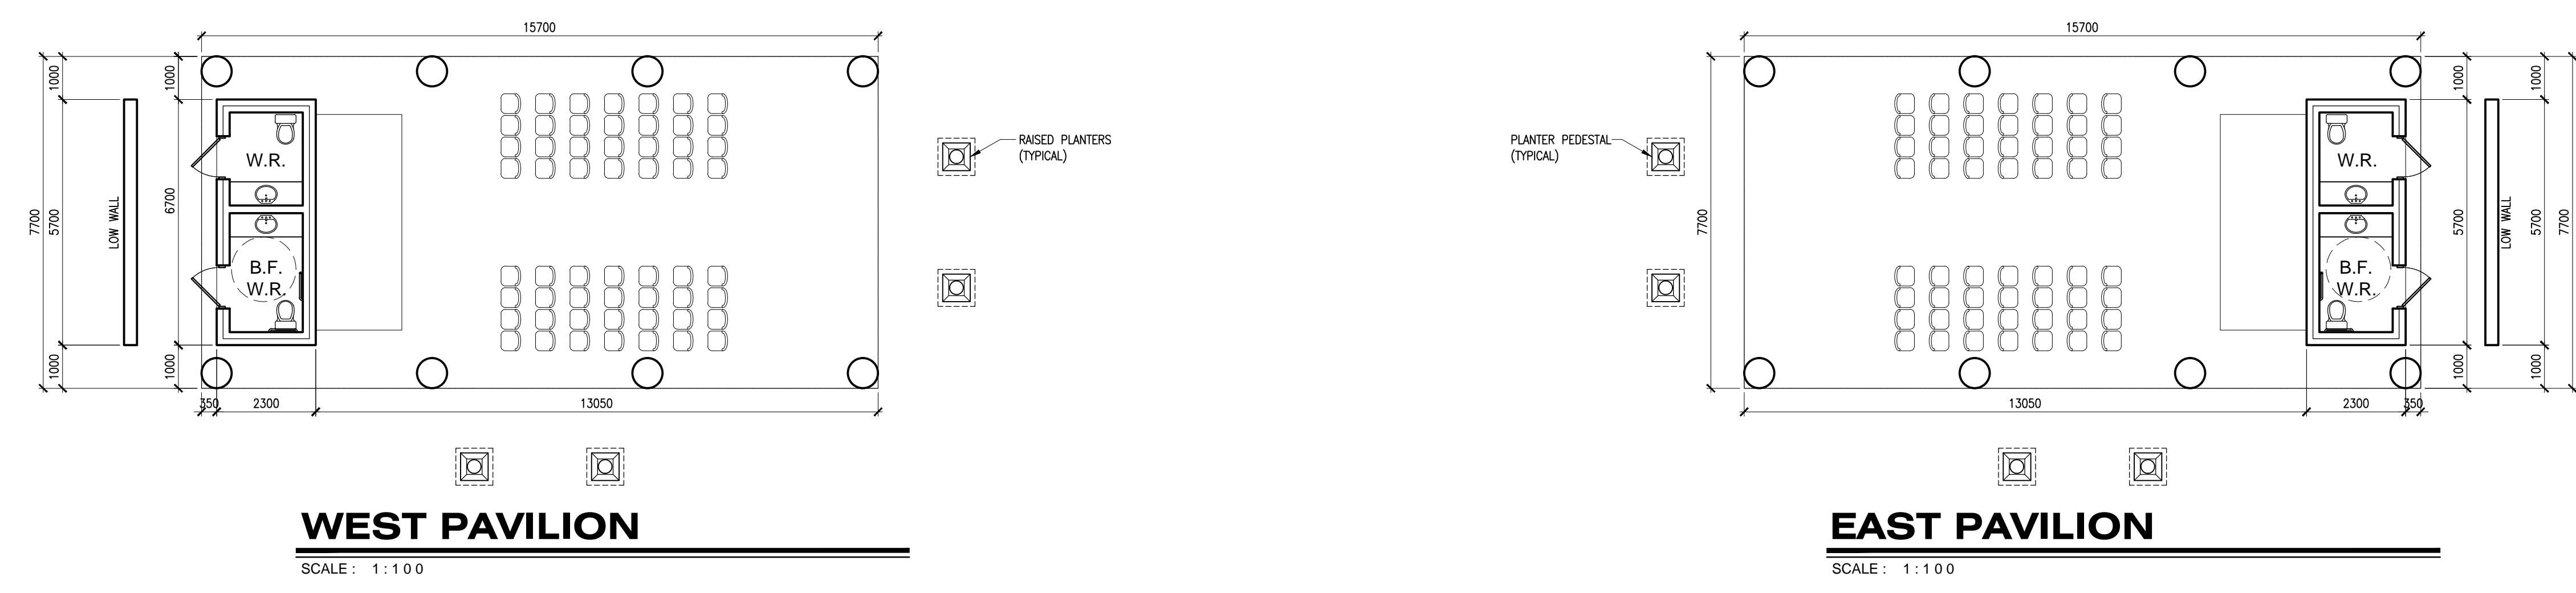 15700
15700
1000
1000
1000
1000
7700
5700
LOW WALL
6700
W.R.
B.F.
W.R.
1000
1000
350
2300
13050
RAISED PLANTERS
(TYPICAL)
PLANTER PEDESTAL
(TYPICAL)
7700
W.R.
B.F.
W.R.
5700
LOW WALL
5700
7700
1000
1000
13050
2300
350
WEST PAVILION
SCALE : 1:100
EAST PAVILION
SCALE : 1:100